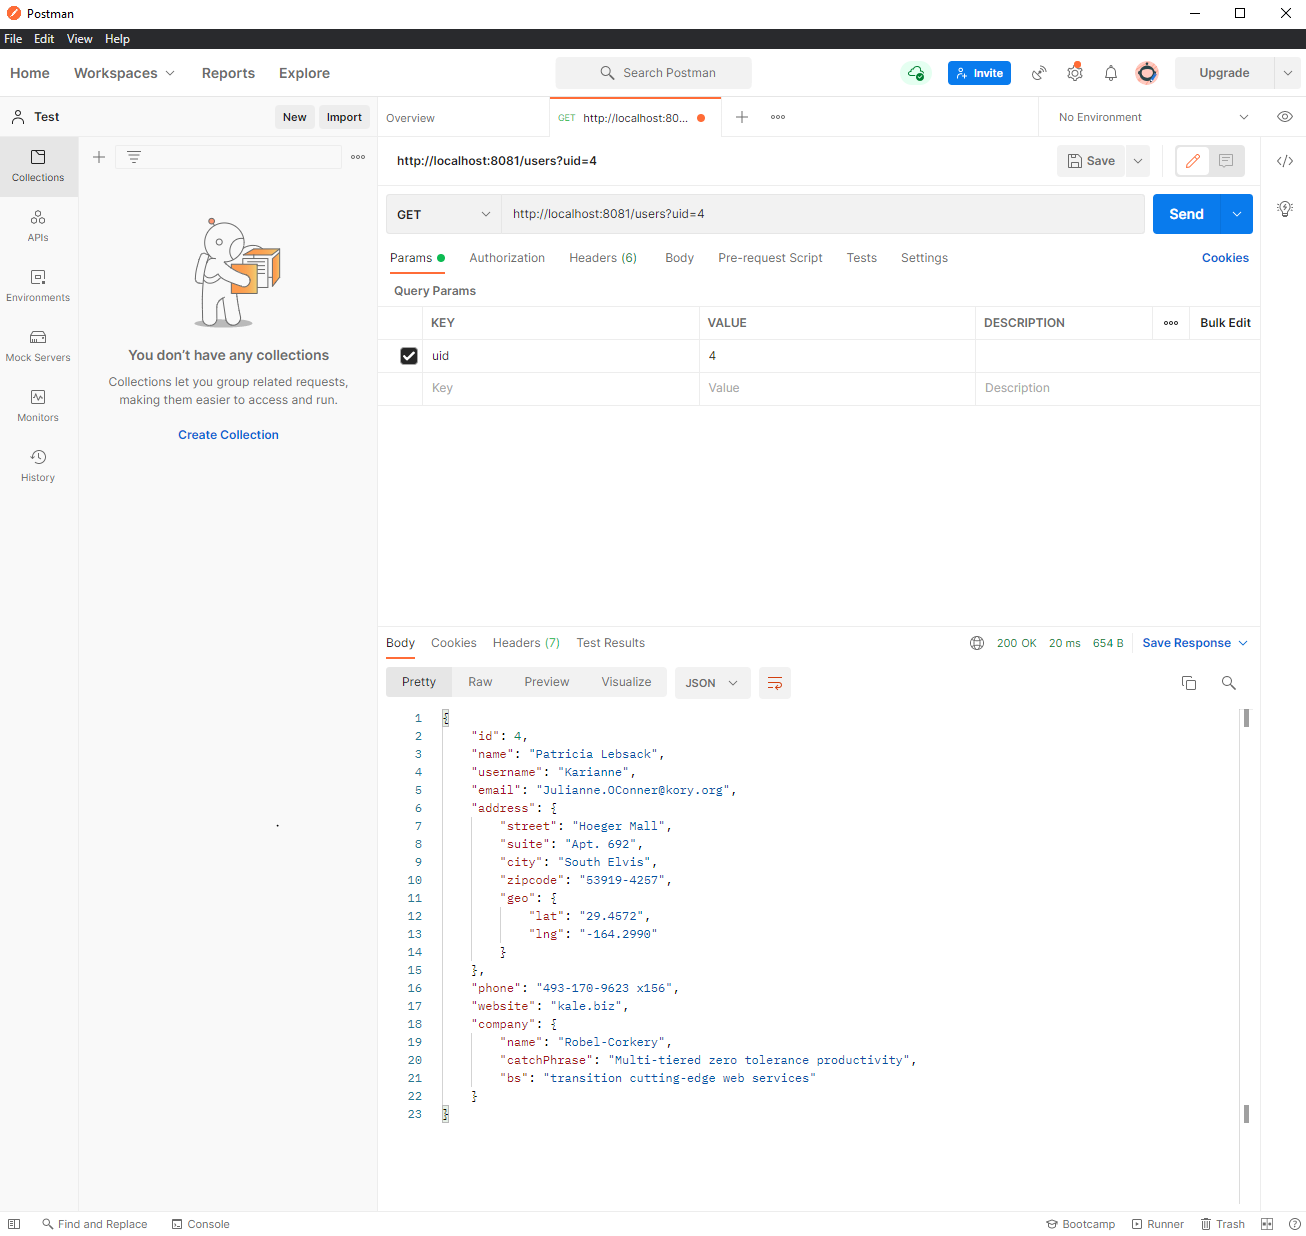 Postman
File Edit View Help
Home Workspaces Reports Explore Search Postman Invite Upgrade
Test New Import Overview GET http://localhost:80... No Environment
http://localhost:8081/users?uid=4 Save
Collections
APIs
Environments
Mock Servers
Monitors
History
You don't have any collections
Collections let you group related requests,
making them easier to access and run.
Create Collection
GET http://localhost:8081/users?uid=4 Send
Params Authorization Headers (6) Body Pre-request Script Tests Settings Cookies
Query Params
KEY VALUE DESCRIPTION Bulk Edit
uid 4
Key Value Description
Body Cookies Headers (7) Test Results 200 OK 20 ms 654 B Save Response
Pretty Raw Preview Visualize JSON
1 {
2 "id": 4,
3 "name": "Patricia Lebsack",
4 "username": "Karianne",
5 "email": "Julianne.OConner@kory.org",
6 "address": {
7 "street": "Hoeger Mall",
8 "suite": "Apt. 692",
9 "city": "South Elvis",
10 "zipcode": "53919-4257",
11 "geo": {
12 "lat": "29.4572",
13 "lng": "-164.2990"
14 }
15 },
16 "phone": "493-170-9623 x156",
17 "website": "kale.biz",
18 "company": {
19 "name": "Robel-Corkery",
20 "catchPhrase": "Multi-tiered zero tolerance productivity",
21 "bs": "transition cutting-edge web services"
22 }
23 }
Find and Replace Console Bootcamp Runner Trash